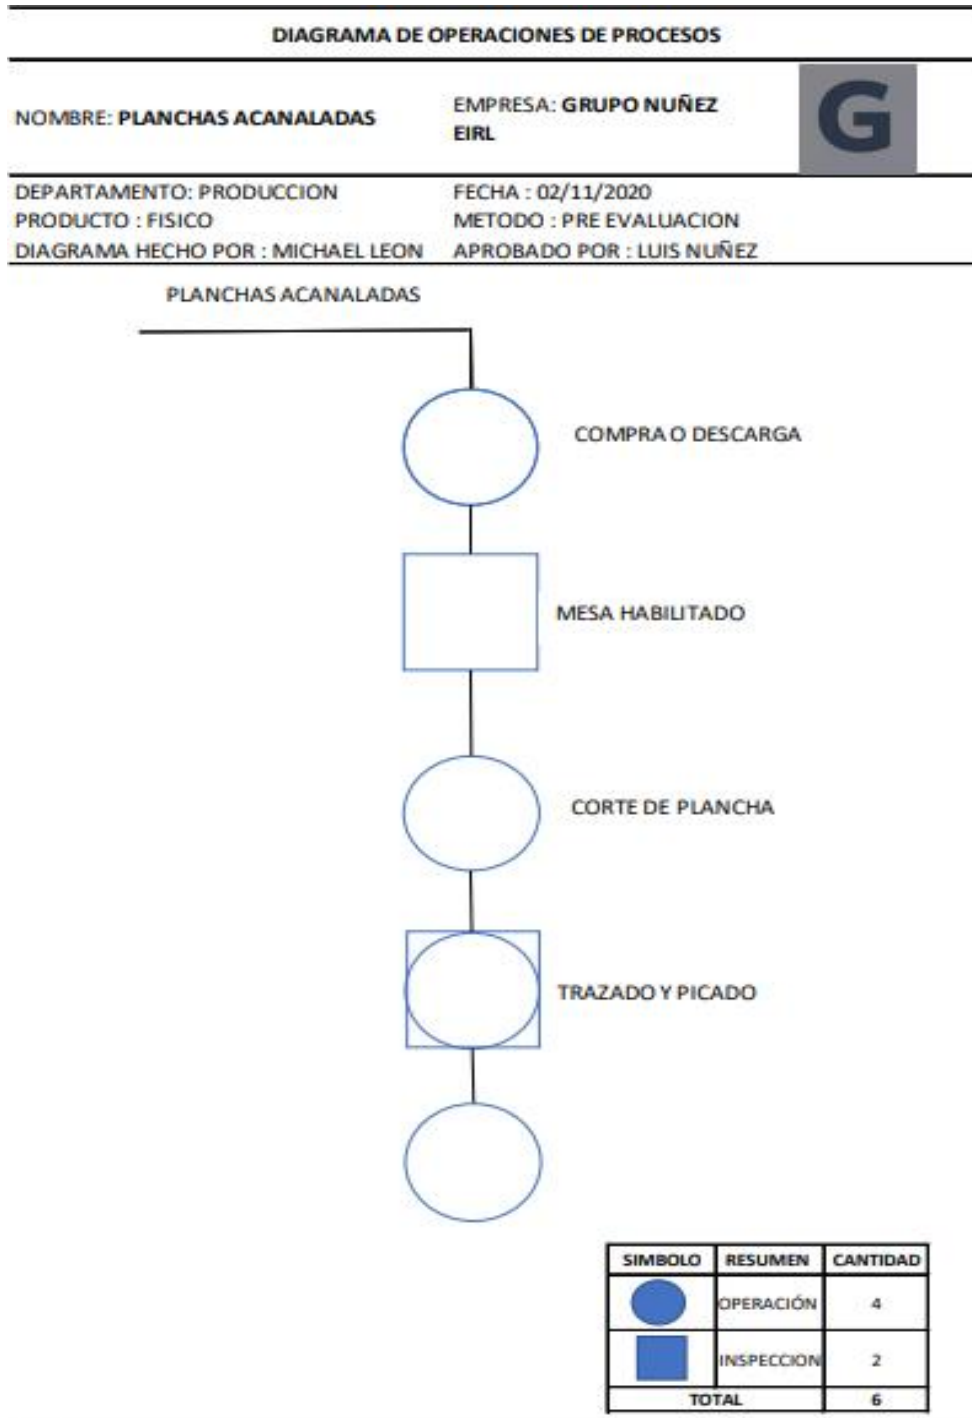 DIAGRAMA DE OPERACIONES DE PROCESOS
NOMBRE: PLANCHAS ACANALADAS
EMPRESA: GRUPO NUÑEZ
EIRL
G
DEPARTAMENTO: PRODUCCION
FECHA : 02/11/2020
PRODUCTO : FISICO
METODO : PRE EVALUACION
DIAGRAMA HECHO POR : MICHAEL LEON
APROBADO POR : LUIS NUÑEZ
PLANCHAS ACANALADAS
COMPRA O DESCARGA
MESA HABILITADO
CORTE DE PLANCHA
TRAZADO Y PICADO
SIMBOLO RESUMEN CANTIDAD
OPERACIÓN 4
INSPECCION 2
TOTAL 6